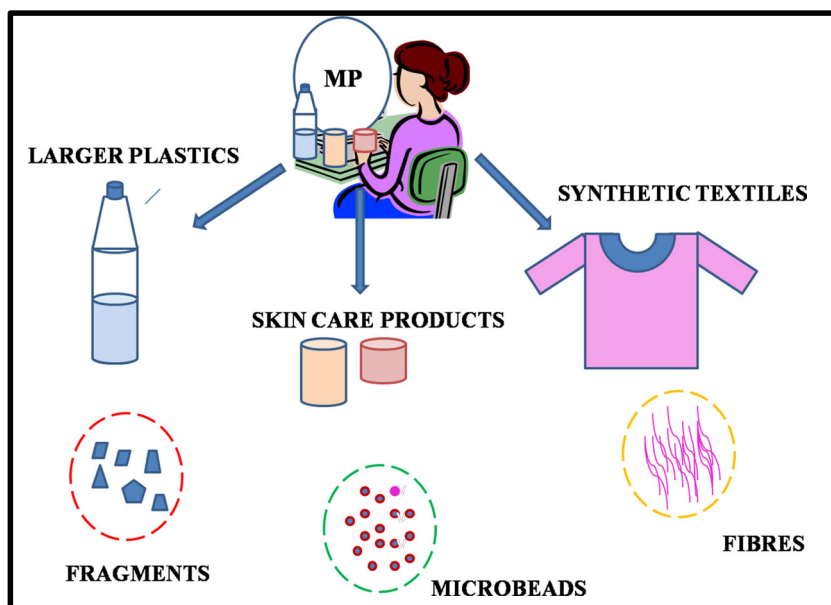 MP
LARGER PLASTICS
SYNTHETIC TEXTILES
SKIN CARE PRODUCTS
FRAGMENTS
MICROBEADS
FIBRES